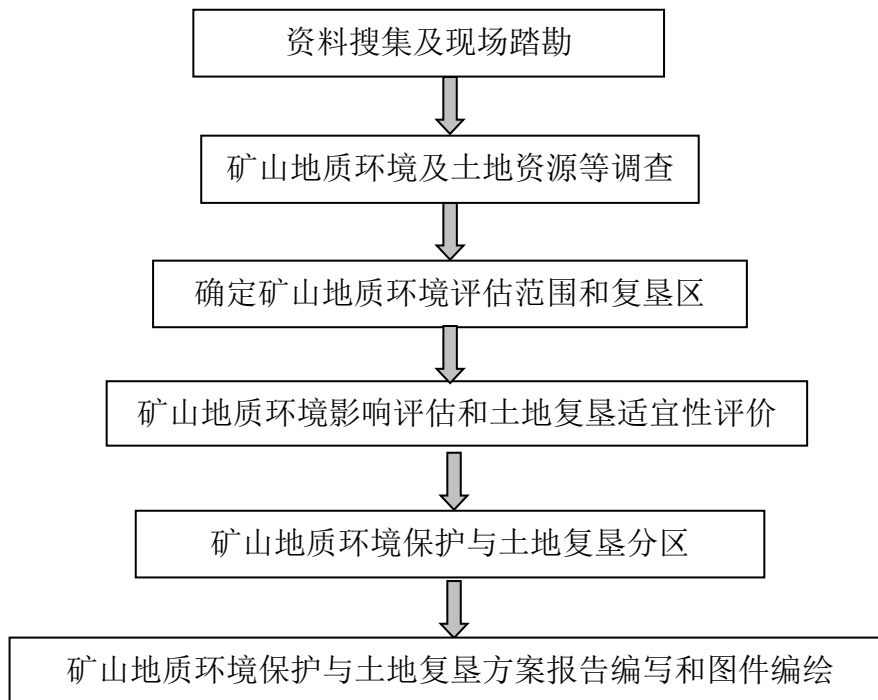 资料搜集及现场踏勘
矿山地质环境及土地资源等调查
确定矿山地质环境评估范围和复垦区
矿山地质环境影响评估和土地复垦适宜性评价
矿山地质环境保护与土地复垦分区
矿山地质环境保护与土地复垦方案报告编写和图件编绘